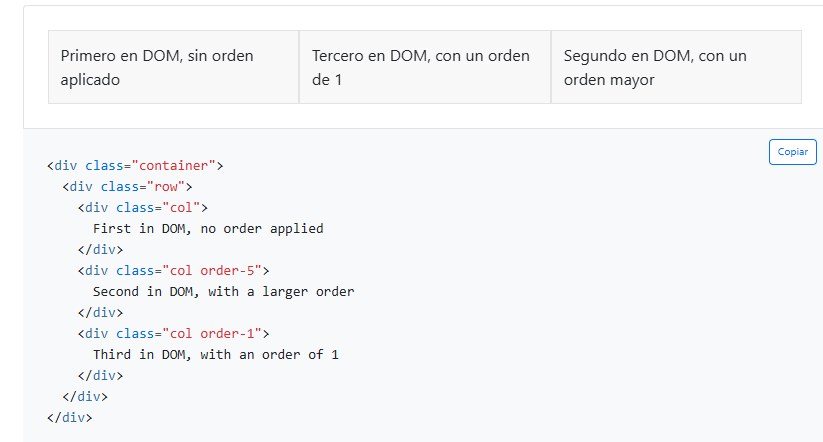 Primero en DOM, sin orden
aplicado
Tercero en DOM, con un orden
de 1
Segundo en DOM, con un
orden mayor
Copiar
<div class="container">
  <div class="row">
    <div class="col">
      First in DOM, no order applied
    </div>
    <div class="col order-5">
      Second in DOM, with a larger order
    </div>
    <div class="col order-1">
      Third in DOM, with an order of 1
    </div>
  </div>
</div>